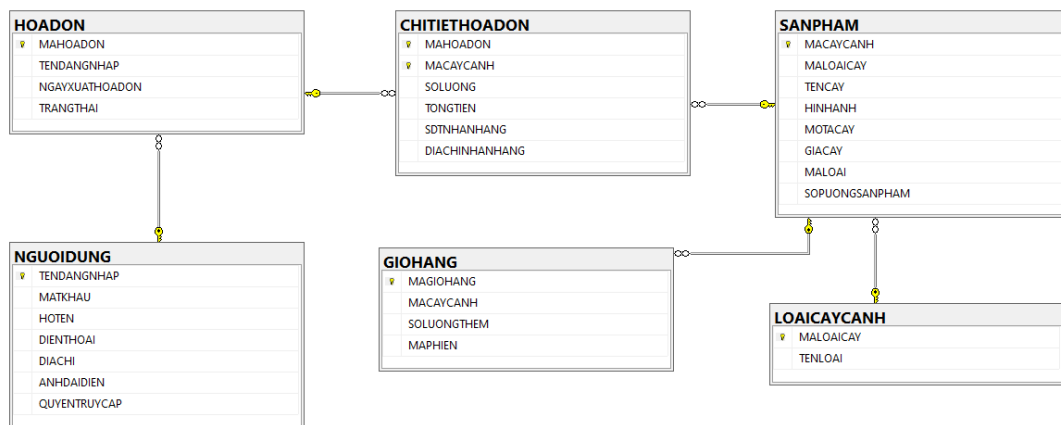 HOADON
MAHOADON
TENDANGNHAP
NGAYXUATHOADON
TRANGTHAI
CHITIETHOADON
MAHOADON
MACAYCANH
SOLUONG
TONGTIEN
SDTNHANHANG
DIACHINHANHANG
SANPHAM
MACAYCANH
MALOAICAY
TENCAY
HINHANH
MOTACAY
GIACAY
MALOAI
SOPUONGSANPHAM
NGUOIDUNG
TENDANGNHAP
MATKHAU
HOTEN
DIENTHOAI
DIACHI
ANHDAIDIEN
QUYENTRUYCAP
GIOHANG
MAGIOHANG
MACAYCANH
SOLUONGTHEM
MAPHIEN
LOAICAYCANH
MALOAICAY
TENLOAI